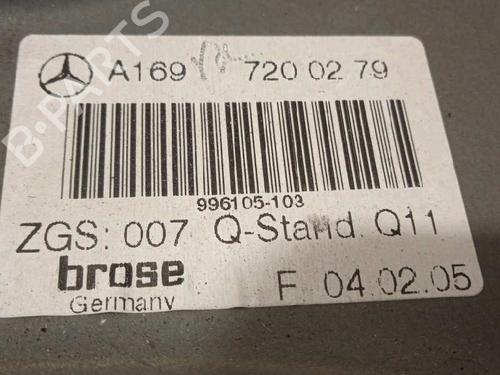 A169 720 02 79
996105-103
ZGS: 007 Q-Stand. Q11
brose
Germany
F 04.02.05
B-PARTS